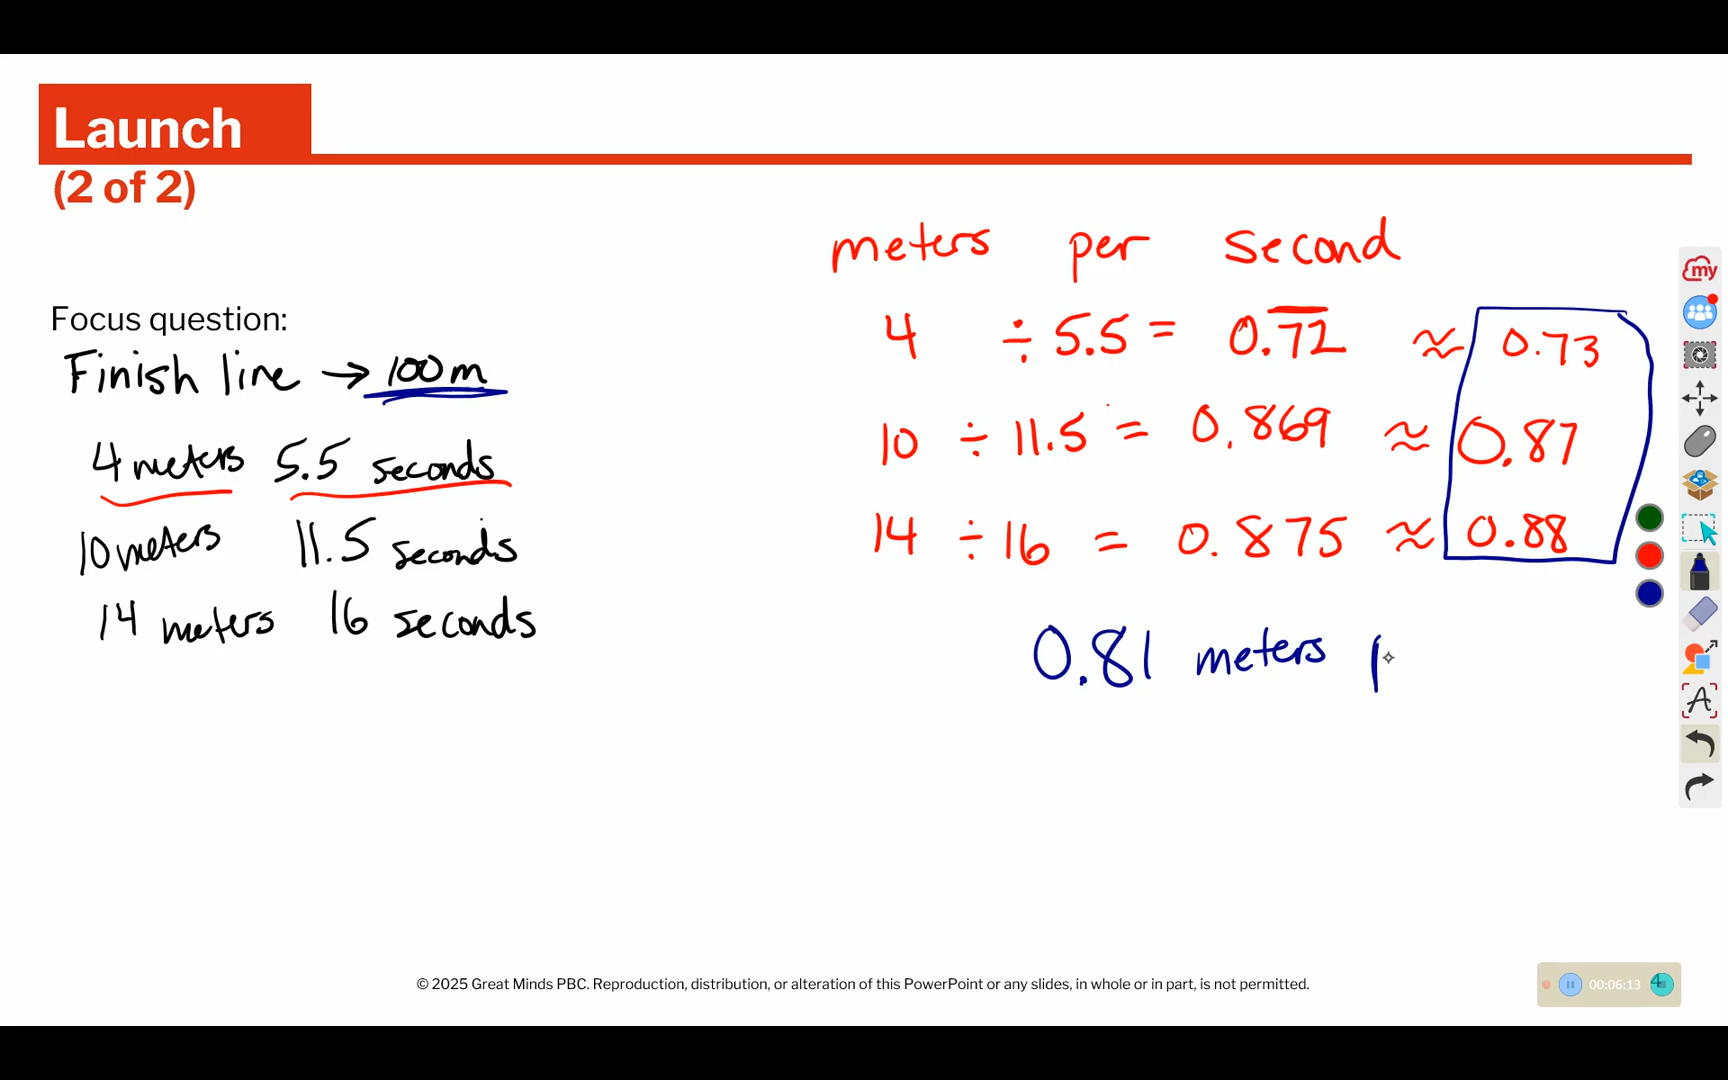 Launch
(2 of 2)
Focus question:
Finish line → 100m
4 meters 5.5 seconds
10 meters 11.5 seconds
14 meters 16 seconds
meters per second
4 ÷ 5.5 = 0.7̅2̅ ≈ 0.73
10 ÷ 11.5 = 0.869 ≈ 0.87
14 ÷ 16 = 0.875 ≈ 0.88
0.81 meters p
my
A
© 2025 Great Minds PBC. Reproduction, distribution, or alteration of this PowerPoint or any slides, in whole or in part, is not permitted.
00:06:13
4